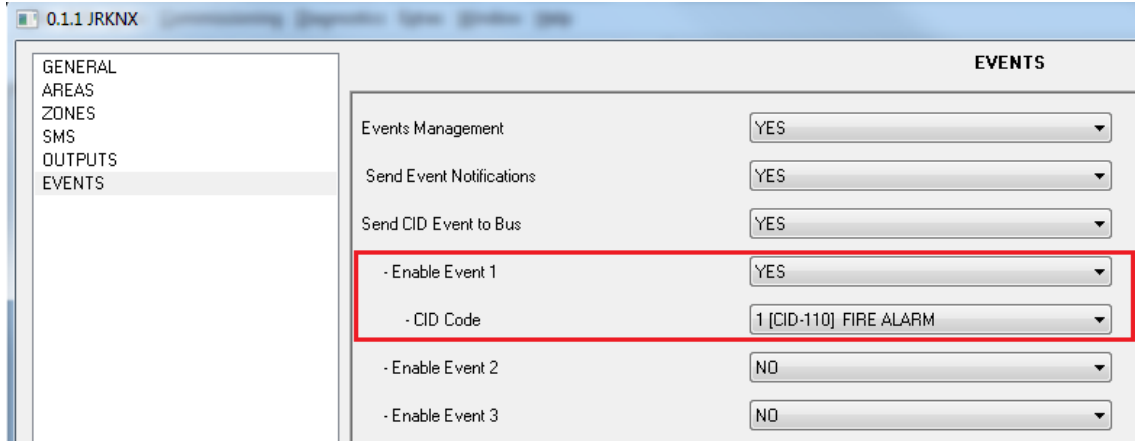 0.1.1 JRKNX
GENERAL
AREAS
ZONES
SMS
OUTPUTS
EVENTS
EVENTS
Events Management YES
Send Event Notifications YES
Send CID Event to Bus YES
- Enable Event 1 YES
- CID Code 1 [CID-110] FIRE ALARM
- Enable Event 2 NO
- Enable Event 3 NO